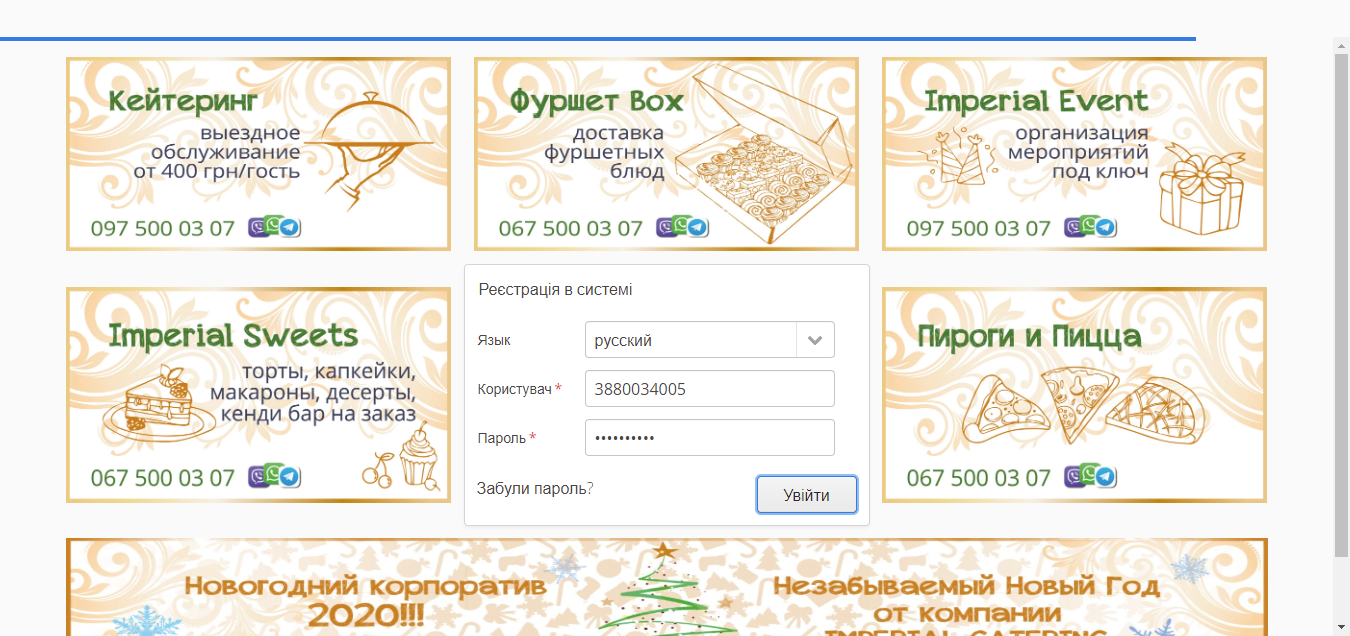 Кейтеринг
выездное
обслуживание
от 400 грн/гость
097 500 03 07
Фуршет Box
доставка
фуршетных
блюд
067 500 03 07
Imperial Event
организация
мероприятий
под ключ
097 500 03 07
Imperial Sweets
торты, капкейки,
макароны, десерты,
кенди бар на заказ
067 500 03 07
Реєстрація в системі
Язык
русский
Користувач *
3880034005
Пароль *
••••••••••
Забули пароль?
Увійти
Пироги и Пицца
067 500 03 07
Новогодний корпоратив
2020!!!
Незабываемый Новый Год
от компании
IMPERIAL CATERING